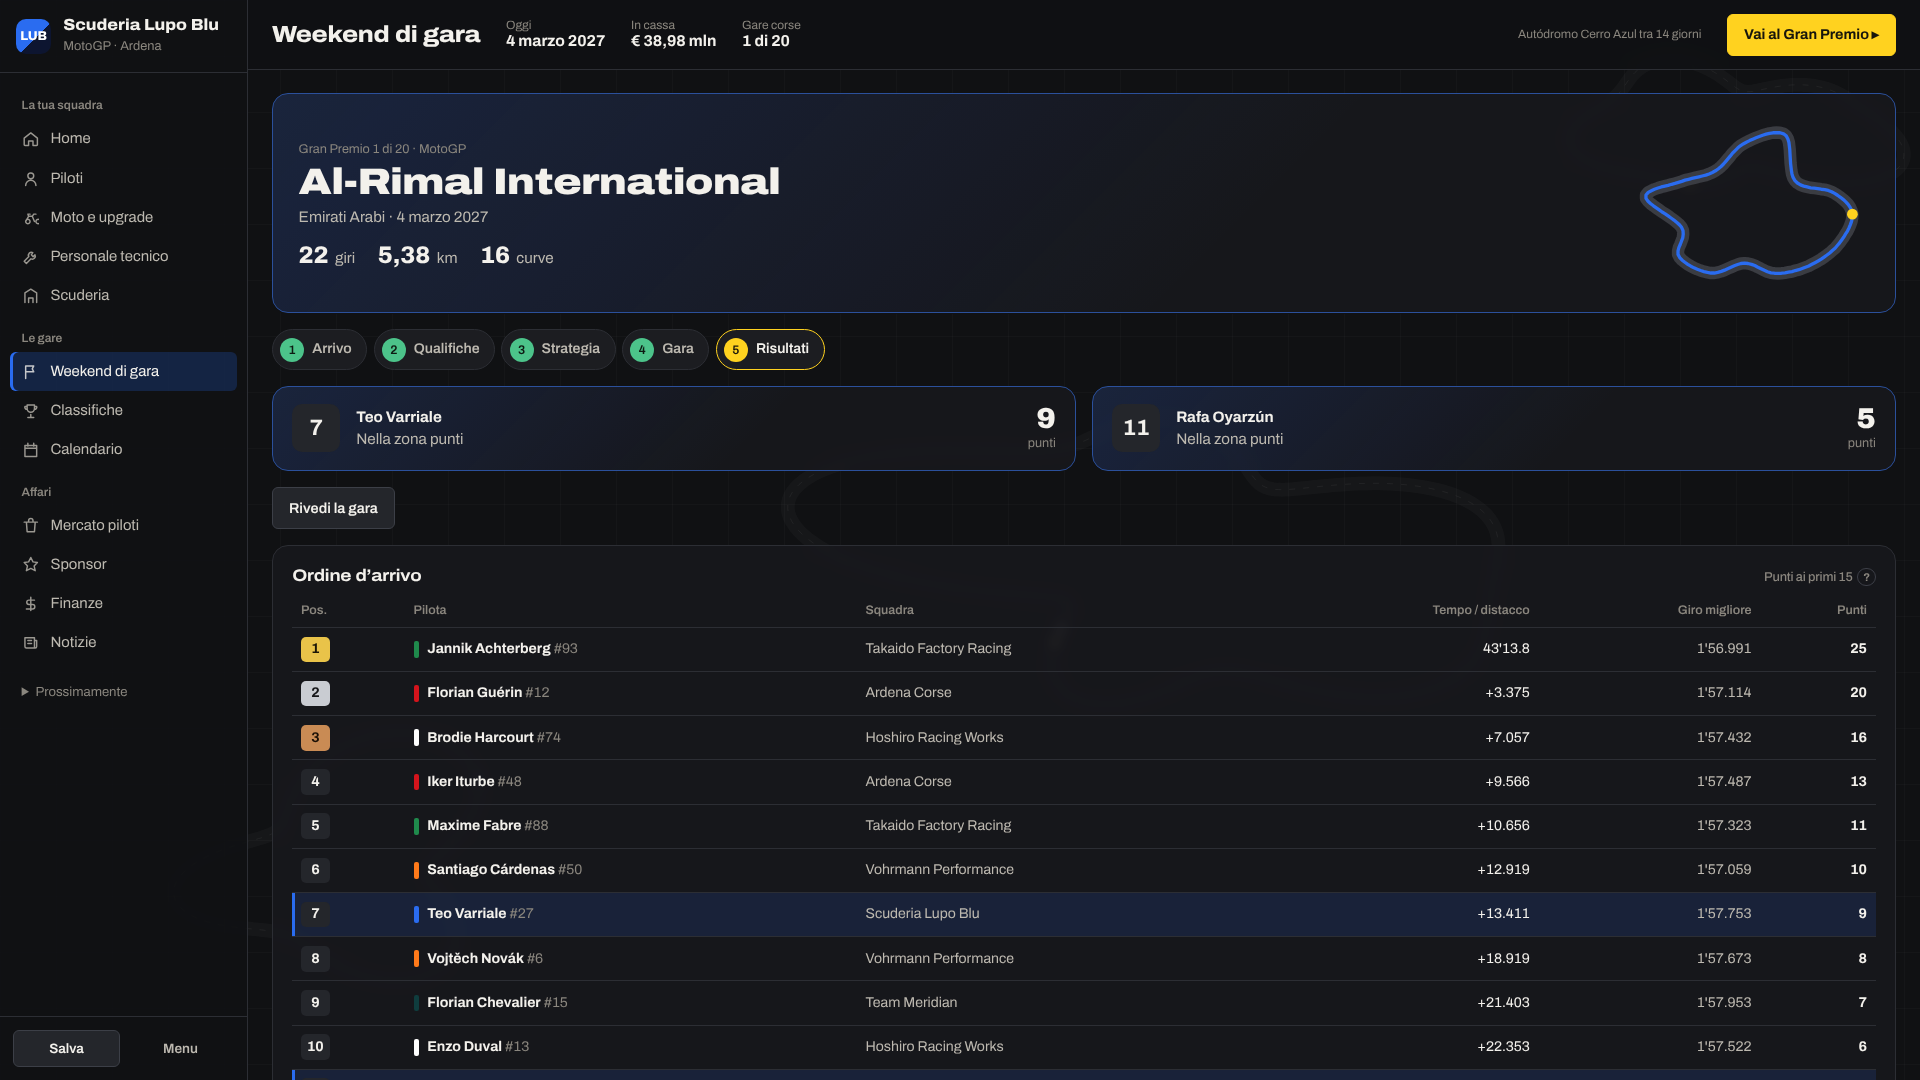 LUB
Scuderia Lupo Blu
MotoGP · Ardena
La tua squadra
Home
Piloti
Moto e upgrade
Personale tecnico
Scuderia
Le gare
Weekend di gara
Classifiche
Calendario
Affari
Mercato piloti
Sponsor
Finanze
Notizie
Prossimamente
Salva
Menu
Weekend di gara
Oggi
4 marzo 2027
In cassa
€ 38,98 mln
Gare corse
1 di 20
Autódromo Cerro Azul tra 14 giorni
Vai al Gran Premio ▸
Gran Premio 1 di 20 · MotoGP
Al-Rimal International
Emirati Arabi · 4 marzo 2027
22 giri 5,38 km 16 curve
1 Arrivo
2 Qualifiche
3 Strategia
4 Gara
5 Risultati
7
Teo Varriale
Nella zona punti
9
punti
11
Rafa Oyarzún
Nella zona punti
5
punti
Rivedi la gara
Ordine d’arrivo
Punti ai primi 15 ?
Pos. Pilota Squadra Tempo / distacco Giro migliore Punti
1 Jannik Achterberg #93 Takaido Factory Racing 43'13.8 1'56.991 25
2 Florian Guérin #12 Ardena Corse +3.375 1'57.114 20
3 Brodie Harcourt #74 Hoshiro Racing Works +7.057 1'57.432 16
4 Iker Iturbe #48 Ardena Corse +9.566 1'57.487 13
5 Maxime Fabre #88 Takaido Factory Racing +10.656 1'57.323 11
6 Santiago Cárdenas #50 Vohrmann Performance +12.919 1'57.059 10
7 Teo Varriale #27 Scuderia Lupo Blu +13.411 1'57.753 9
8 Vojtěch Novák #6 Vohrmann Performance +18.919 1'57.673 8
9 Florian Chevalier #15 Team Meridian +21.403 1'57.953 7
10 Enzo Duval #13 Hoshiro Racing Works +22.353 1'57.522 6